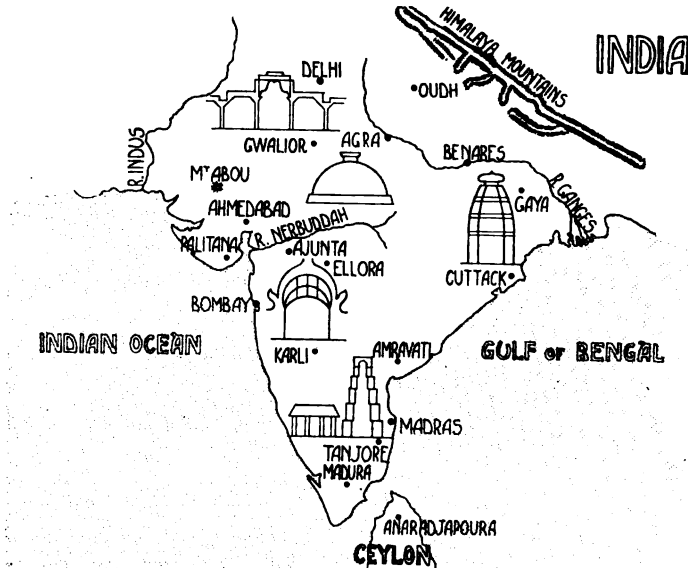 INDIA
HIMALAYA MOUNTAINS
DELHI
OUDH
GWALIOR
AGRA
BENARES
R. INDUS
MT ABOU
GAYA
R. GANGES
AHMEDABAD
R. NERBUDDAH
PALITANA
AJUNTA
ELLORA
CUTTACK
BOMBAY
INDIAN OCEAN
KARLI
AMRAVATI
GULF OF BENGAL
MADRAS
TANJORE
MADURA
ANARADJAPOURA
CEYLON